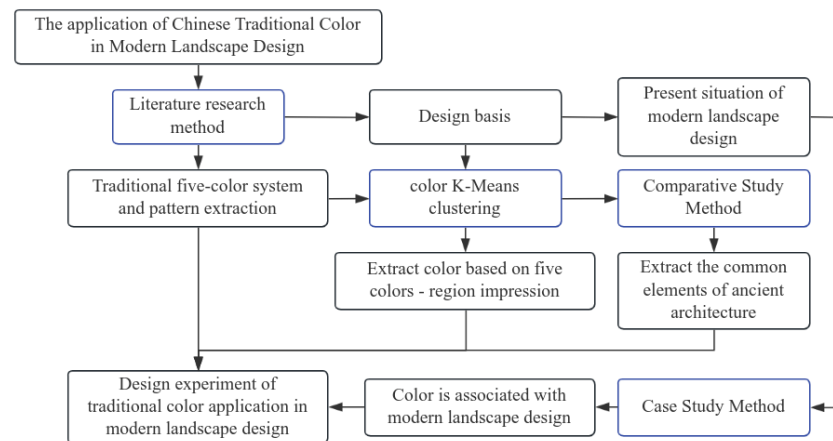 The application of Chinese Traditional Color
in Modern Landscape Design
Literature research
method
Design basis
Present situation of
modern landscape
design
Traditional five-color system
and pattern extraction
color K-Means
clustering
Comparative Study
Method
Extract color based on five
colors - region impression
Extract the common
elements of ancient
architecture
Design experiment of
traditional color application in
modern landscape design
Color is associated with
modern landscape design
Case Study Method